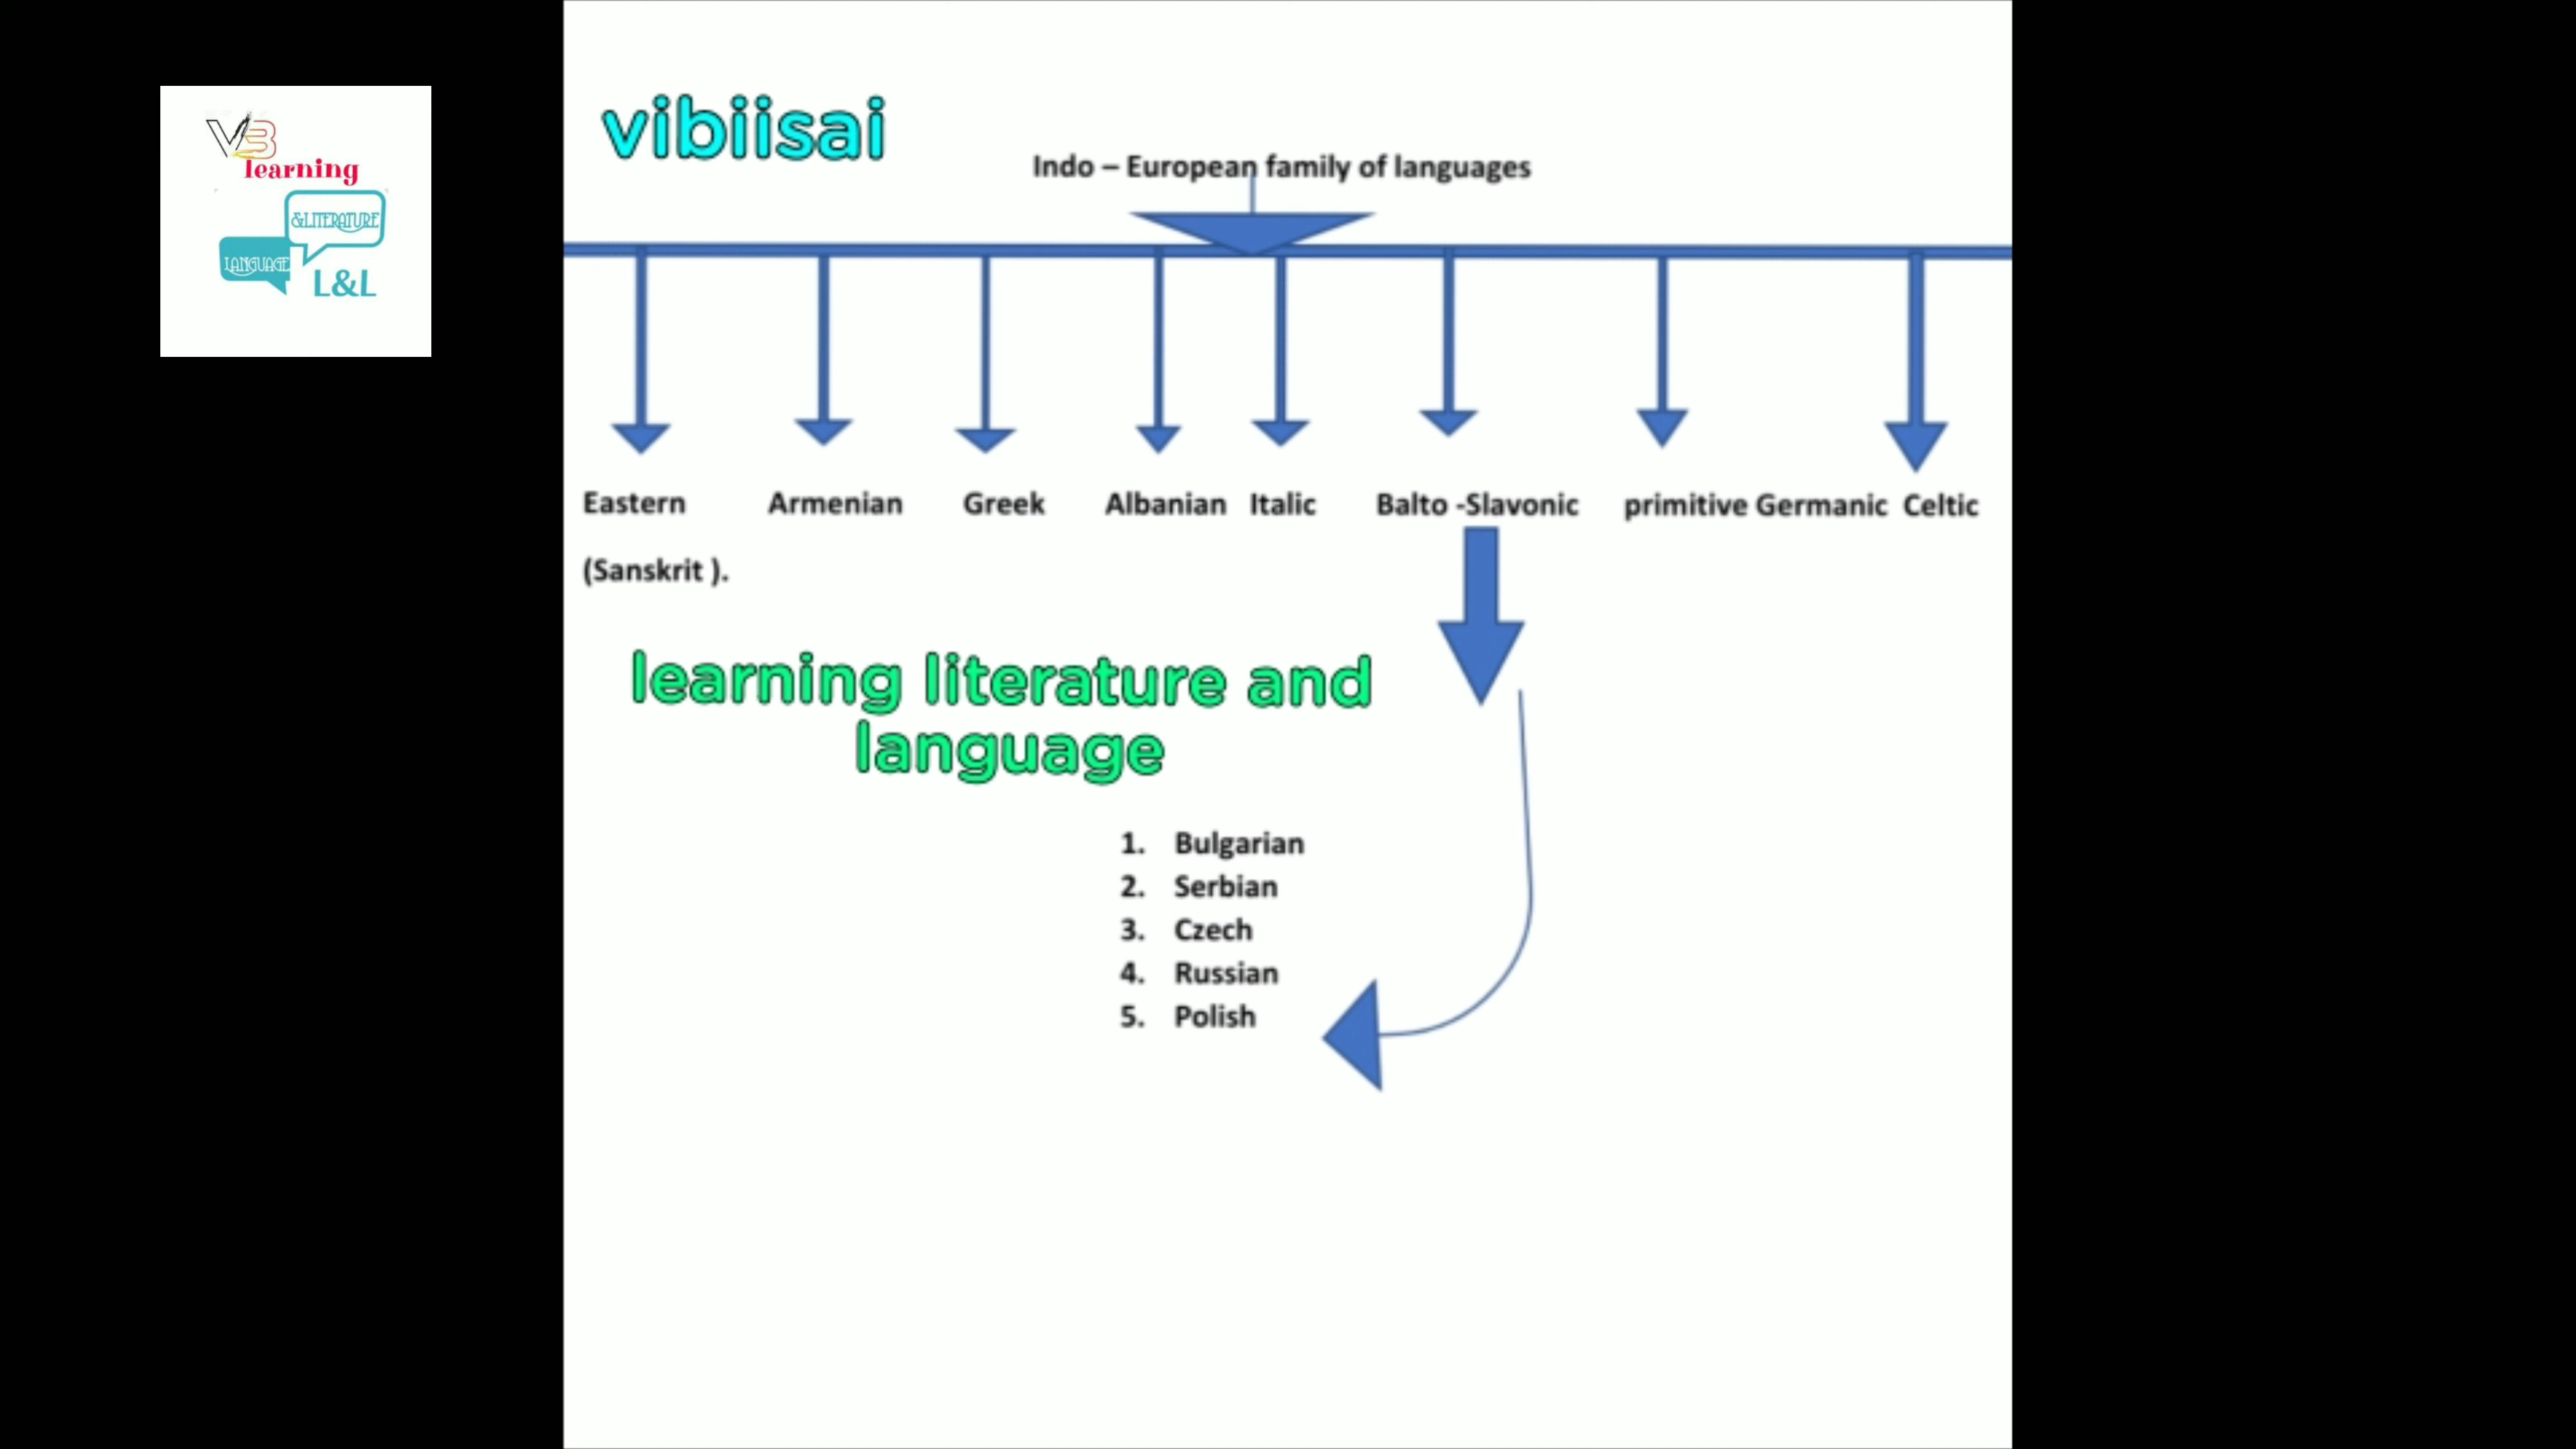 VB
learning
&LITERATURE
LANGUAGE
L&L
vibiisai
Indo – European family of languages
Eastern Armenian Greek Albanian Italic Balto -Slavonic primitive Germanic Celtic
(Sanskrit ).
learning literature and
language
1. Bulgarian
2. Serbian
3. Czech
4. Russian
5. Polish